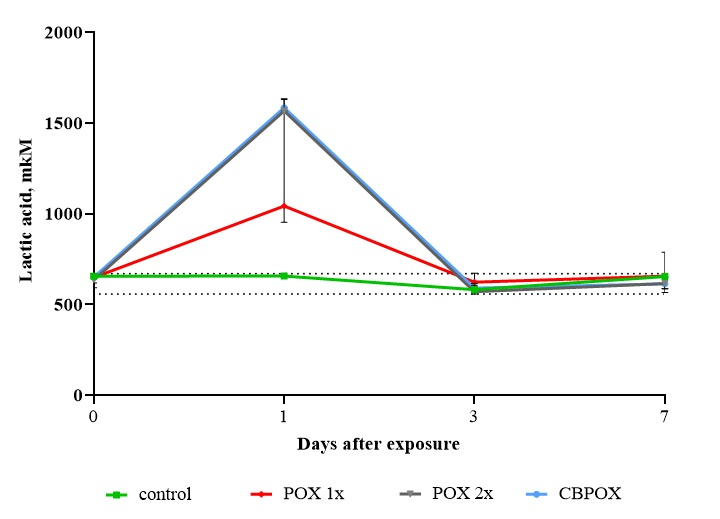 Lactic acid, mkM
2000
1500
1000
500
0
0 1 3 7
Days after exposure
control POX 1x POX 2x CBPOX